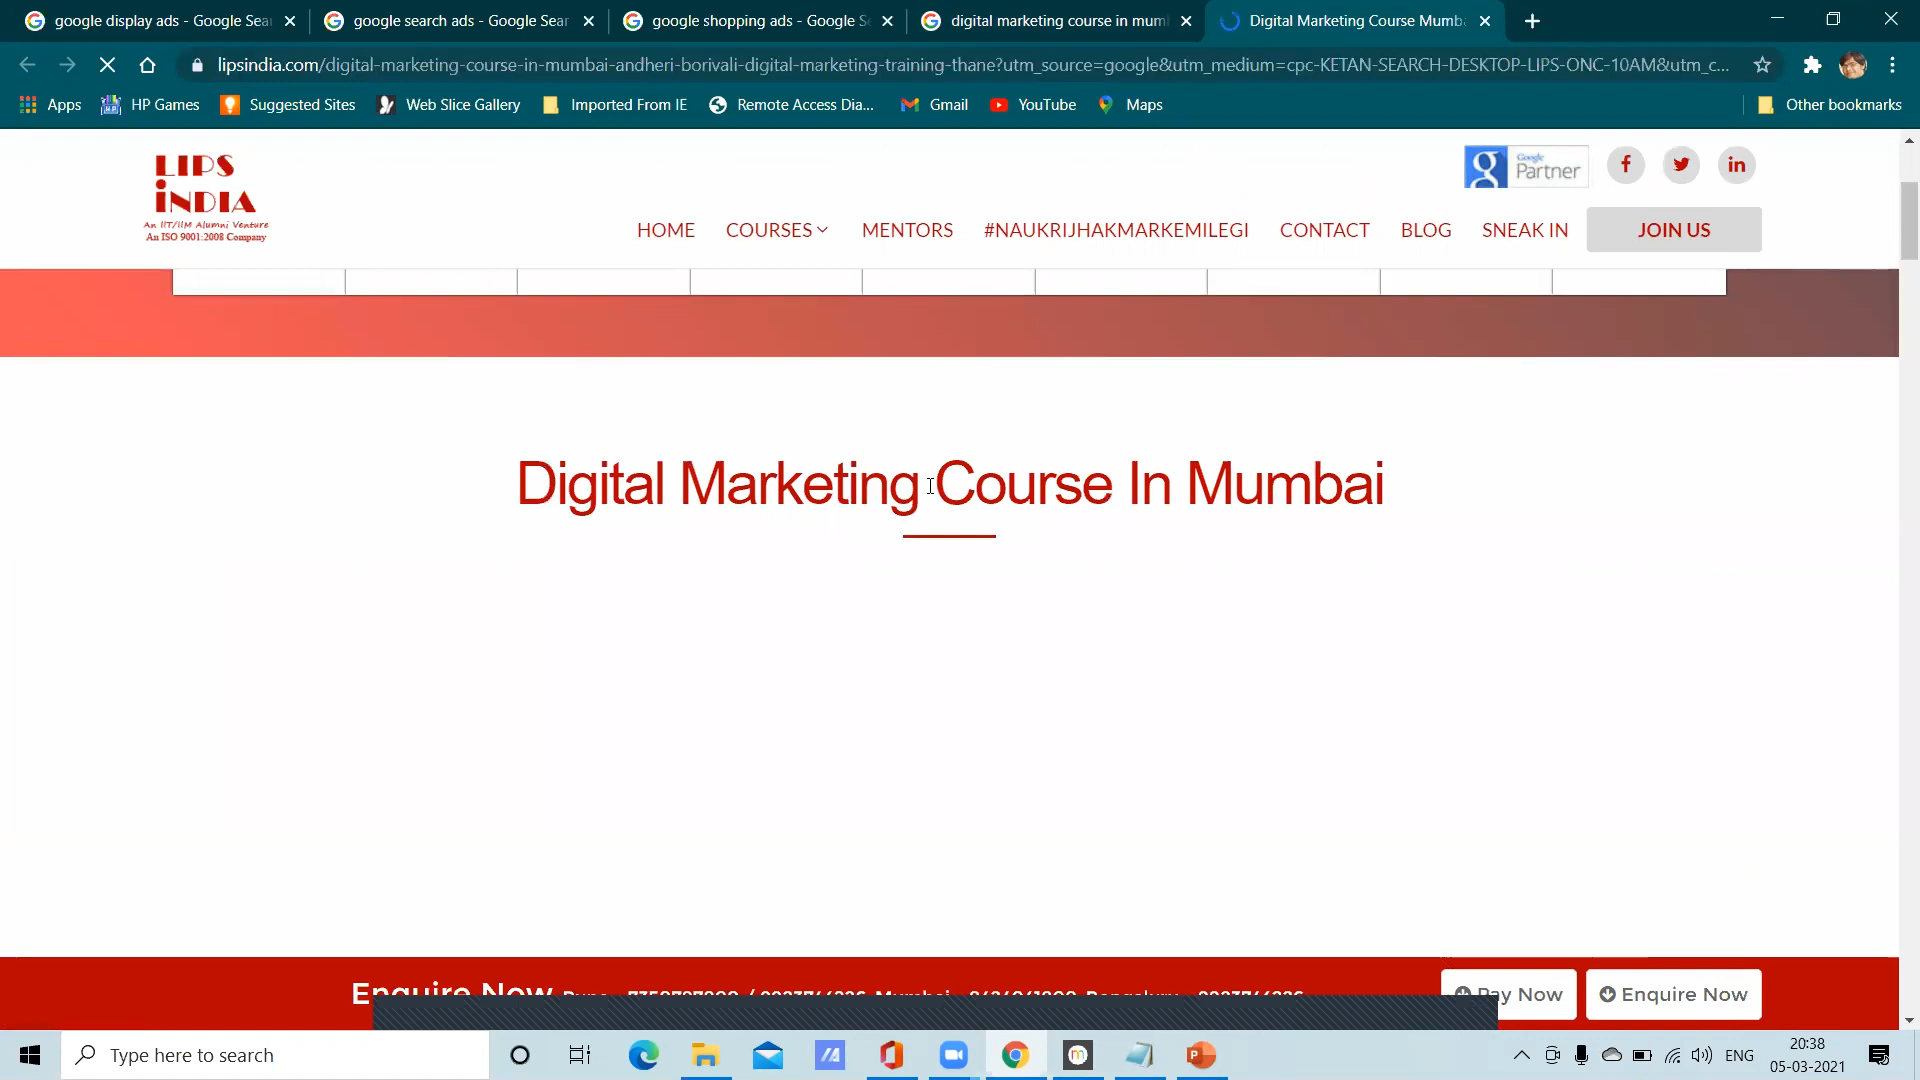 google display ads - Google Sea
google search ads - Google Sear
google shopping ads - Google Se
digital marketing course in mum
Digital Marketing Course Mumb
lipsindia.com/digital-marketing-course-in-mumbai-andheri-borivali-digital-marketing-training-thane?utm_source=google&utm_medium=cpc-KETAN-SEARCH-DESKTOP-LIPS-ONC-10AM&utm_c...
Apps HP Games Suggested Sites Web Slice Gallery Imported From IE Remote Access Dia... Gmail YouTube Maps Other bookmarks
LIPS
INDIA
An IIT/IIM Alumni Venture
An ISO 9001:2008 Company
Google
Partner
HOME COURSES MENTORS #NAUKRIJHAKMARKEMILEGI CONTACT BLOG SNEAK IN JOIN US
Digital Marketing Course In Mumbai
Enquire Now
Pay Now Enquire Now
Type here to search
ENG
20:38
05-03-2021